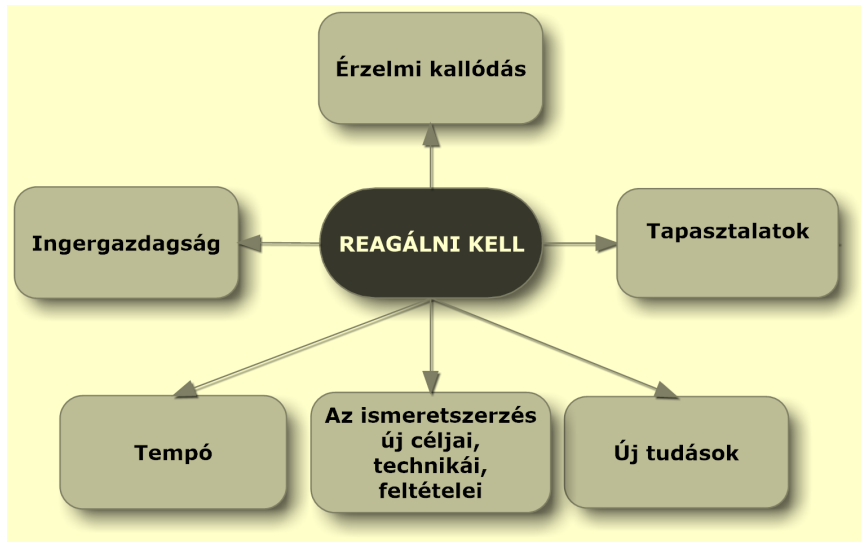 Érzelmi kallódás
Ingergazdagság
REAGÁLNI KELL
Tapasztalatok
Tempó
Az ismeretszerzés
új céljai,
technikái,
feltételei
Új tudások